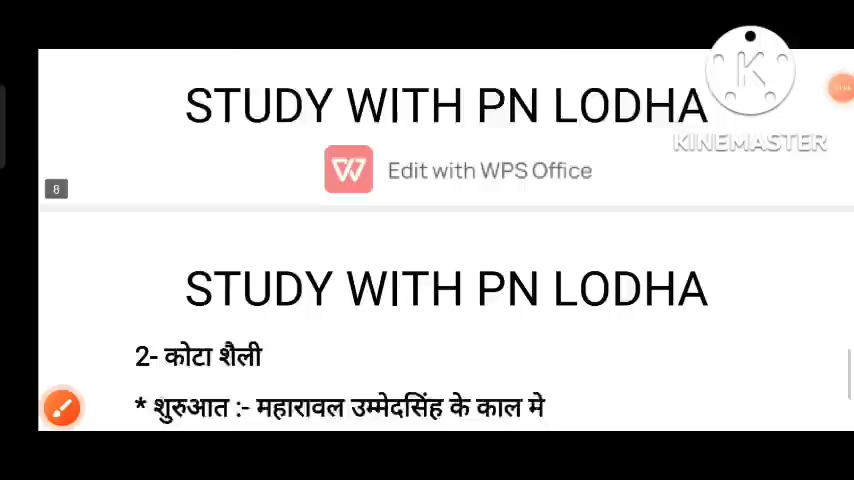 STUDY WITH PN LODHA
KINEMASTER
Edit with WPS Office
8
STUDY WITH PN LODHA
2- कोटा शैली
* शुरुआत :- महारावल उम्मेदसिंह के काल मे